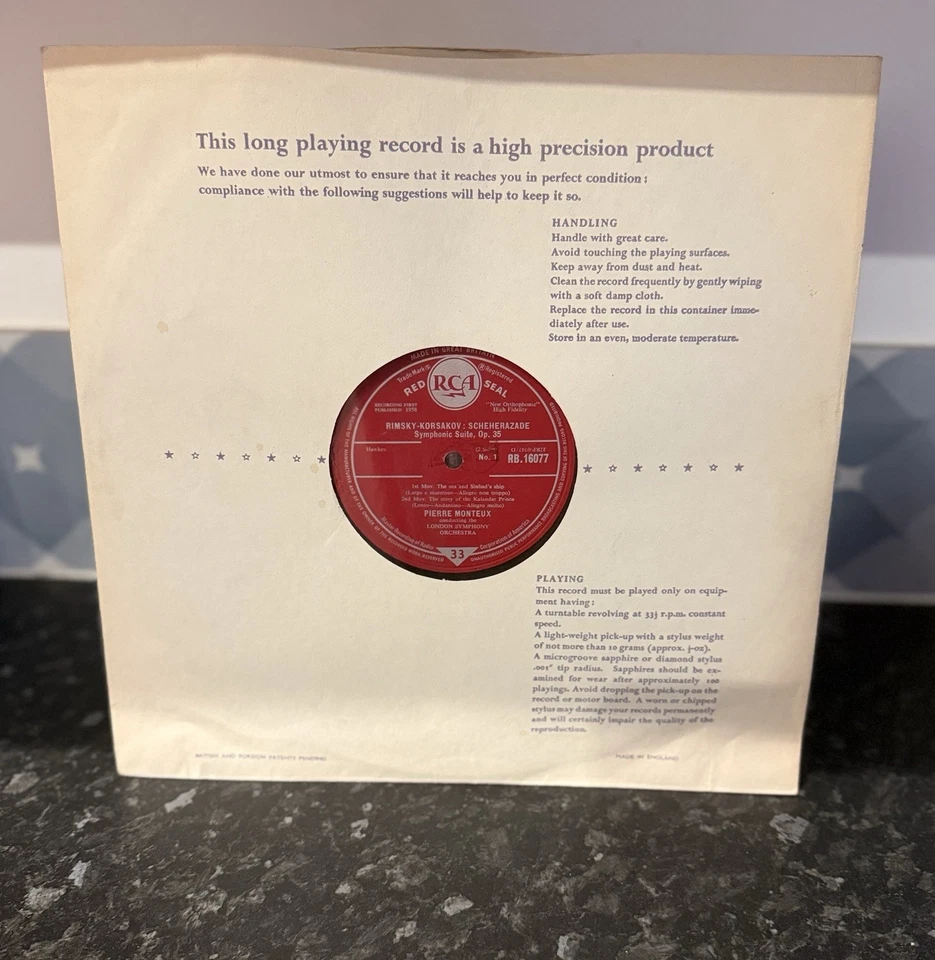 This long playing record is a high precision product
We have done our utmost to ensure that it reaches you in perfect condition:
compliance with the following suggestions will help to keep it so.
HANDLING
Handle with great care.
Avoid touching the playing surfaces.
Keep away from dust and heat.
Clean the record frequently by gently wiping
with a soft damp cloth.
Replace the record in this container imme-
diately after use.
Store in an even, moderate temperature.
MADE IN GREAT BRITAIN
Trade Mark® ®Registered
RED RCA SEAL
RECORDING FIRST
PUBLISHED 1958
"New Orthophonic"
High Fidelity
RIMSKY-KORSAKOV: SCHEHERAZADE
Symphonic Suite, Op. 35
Hawkes
No. 1
RB.16077
1st Mov. The sea and Sinbad's ship
(Largo e maestoso—Allegro non troppo)
2nd Mov. The story of the Kalandar Prince
(Lento—Andantino—Allegro molto)
PIERRE MONTEUX
conducting the
LONDON SYMPHONY
ORCHESTRA
33
PLAYING
This record must be played only on equip-
ment having:
A turntable revolving at 33⅓ r.p.m. constant
speed.
A light-weight pick-up with a stylus weight
of not more than 10 grams (approx. ⅓-oz).
A microgroove sapphire or diamond stylus
.001" tip radius. Sapphires should be ex-
amined for wear after approximately 100
playings. Avoid dropping the pick-up on the
record or motor board. A worn or chipped
stylus may damage your records permanently
and will certainly impair the quality of the
reproduction.
BRITISH AND FOREIGN PATENTS PENDING
MADE IN ENGLAND